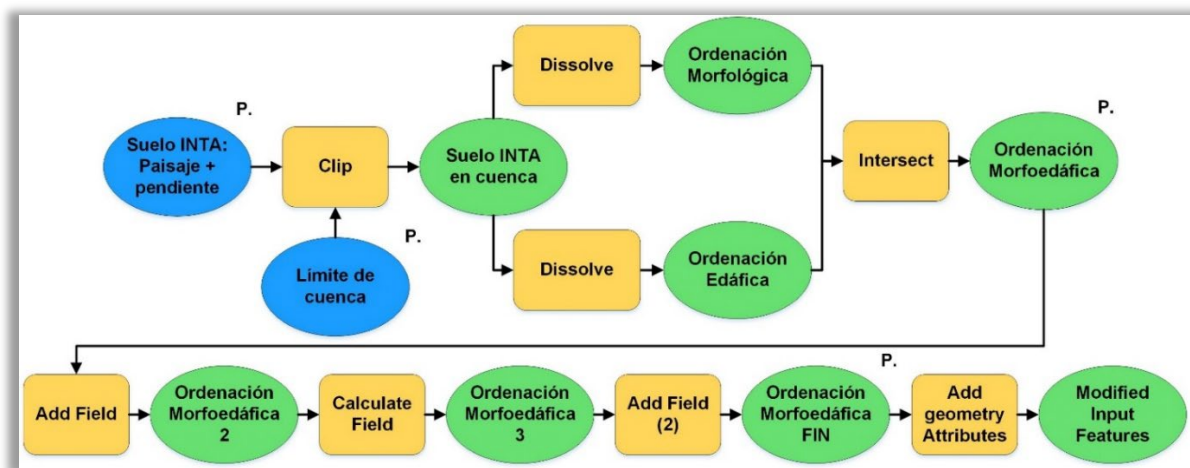 P.
Suelo INTA:
Paisaje +
pendiente
Clip
P.
Límite de
cuenca
Suelo INTA
en cuenca
Dissolve
Ordenación
Morfológica
Dissolve
Ordenación
Edáfica
Intersect
P.
Ordenación
Morfoedáfica
Add Field
Ordenación
Morfoedáfica
2
Calculate
Field
Ordenación
Morfoedáfica
3
Add Field
(2)
P.
Ordenación
Morfoedáfica
FIN
Add
geometry
Attributes
Modified
Input
Features